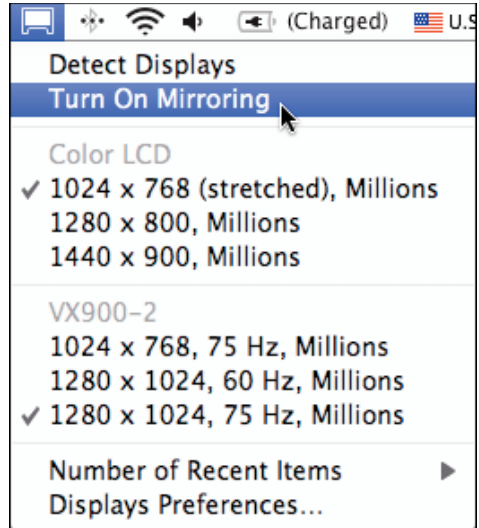 (Charged) U.S
Detect Displays
Turn On Mirroring
Color LCD
✓ 1024 x 768 (stretched), Millions
1280 x 800, Millions
1440 x 900, Millions
VX900-2
1024 x 768, 75 Hz, Millions
1280 x 1024, 60 Hz, Millions
✓ 1280 x 1024, 75 Hz, Millions
Number of Recent Items
Displays Preferences...